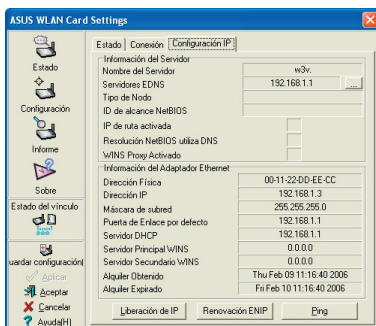 ASUS WLAN Card Settings
Estado
Configuración
Informe
Sobre
Estado del vínculo
uardar configuración(
Aplicar
Aceptar
Cancelar
Ayuda(H)
Estado Conexión Configuración IP
Información del Servidor
Nombre del Servidor w3v.
Servidores EDNS 192.168.1.1 ...
Tipo de Nodo
ID de alcance NetBIOS
IP de ruta activada
Resolución NetBIOS utiliza DNS
WINS Proxy Activado
Información del Adaptador Ethernet
Dirección Física 00-11-22-DD-EE-CC
Dirección IP 192.168.1.3
Máscara de subred 255.255.255.0
Puerta de Enlace por defecto 192.168.1.1
Servidor DHCP 192.168.1.1
Servidor Principal WINS 0.0.0.0
Servidor Secundario WINS 0.0.0.0
Alquiler Obtenido Thu Feb 09 11:16:40 2006
Alquiler Expirado Fri Feb 10 11:16:40 2006
Liberación de IP Renovación ENIP Ping